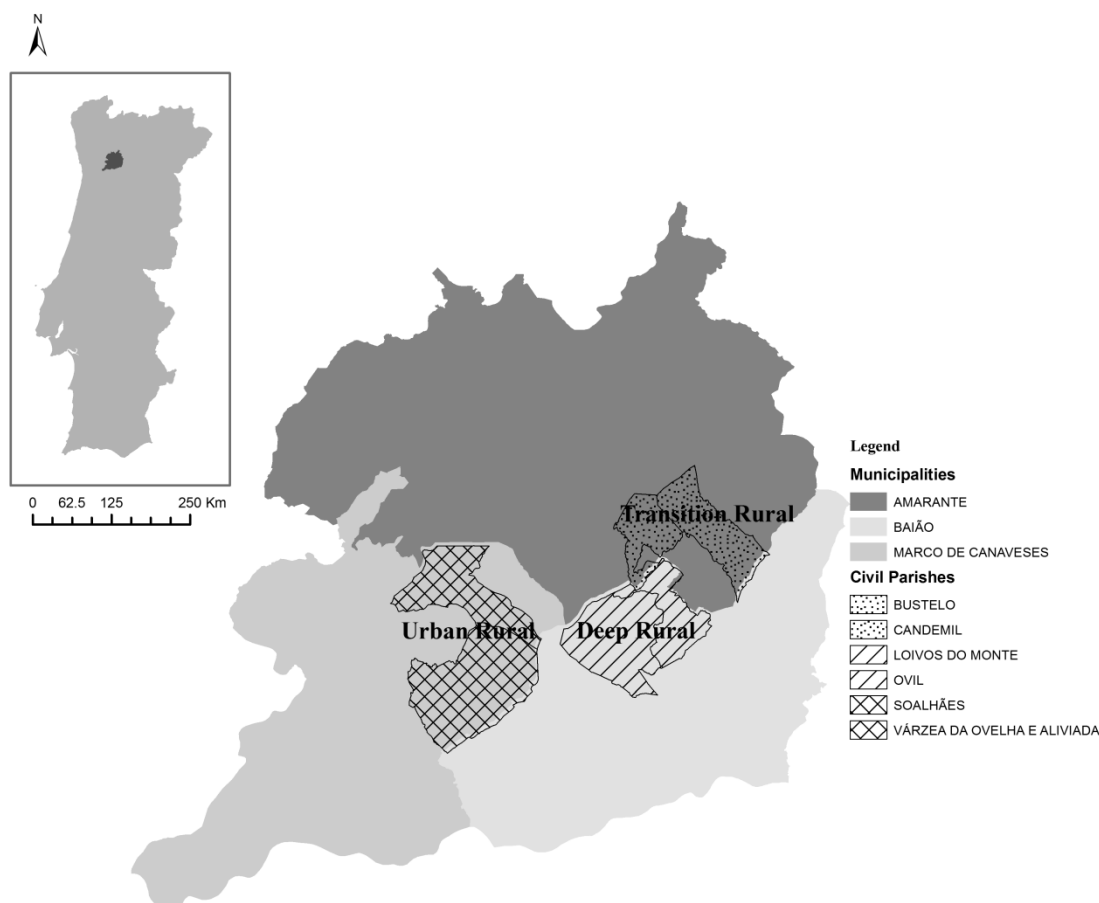 N
0 62.5 125 250 Km
Transition Rural
Urban Rural
Deep Rural
Legend
Municipalities
AMARANTE
BAIÃO
MARCO DE CANAVESES
Civil Parishes
BUSTELO
CANDEMIL
LOIVOS DO MONTE
OVIL
SOALHÃES
VÁRZEA DA OVELHA E ALIVIADA